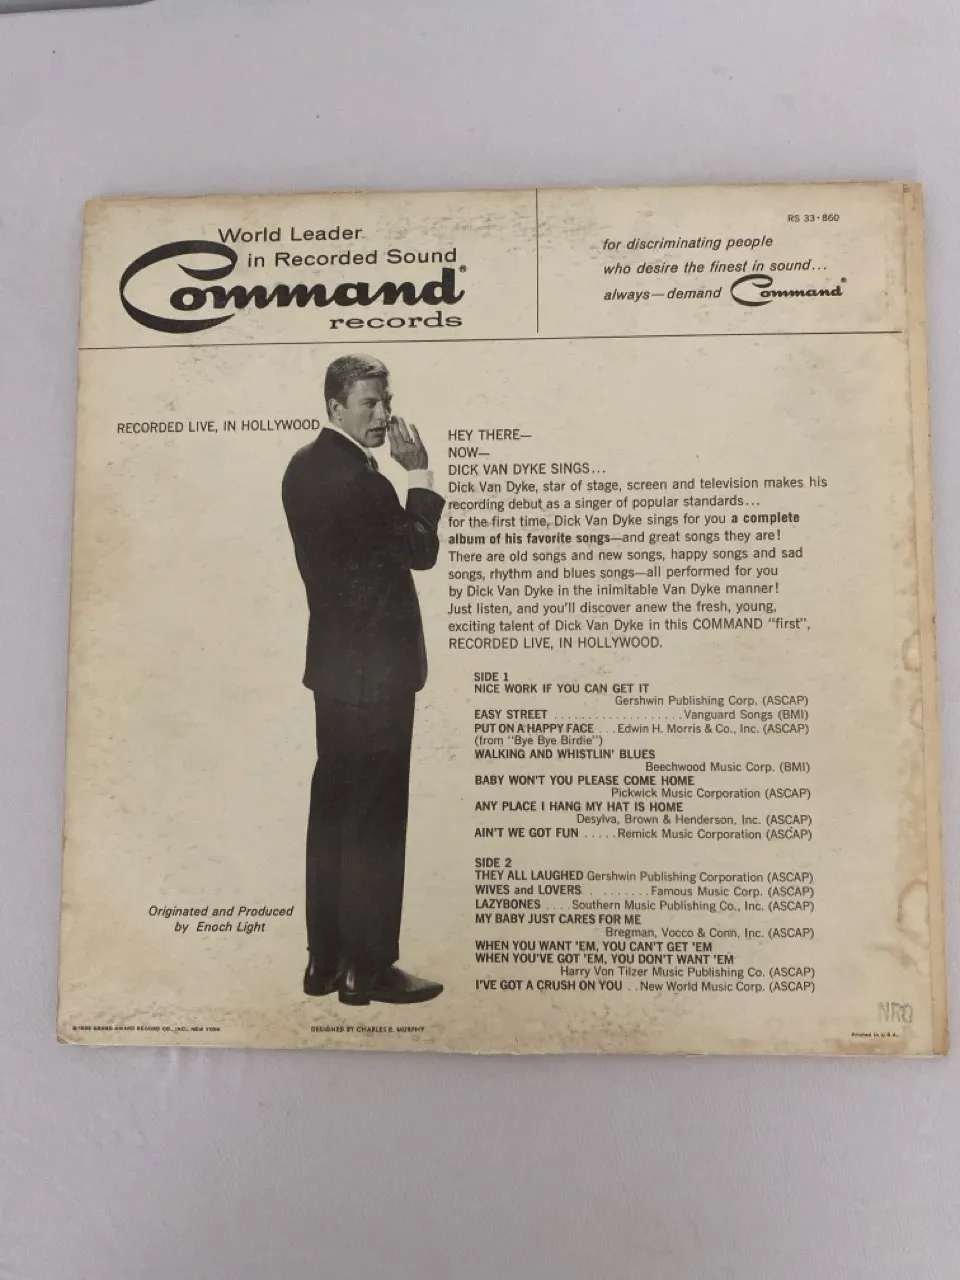 World Leader
in Recorded Sound
Command®
records
RS 33·860
for discriminating people
who desire the finest in sound...
always—demand Command®
RECORDED LIVE, IN HOLLYWOOD
HEY THERE—
NOW—
DICK VAN DYKE SINGS...
Dick Van Dyke, star of stage, screen and television makes his
recording debut as a singer of popular standards...
for the first time, Dick Van Dyke sings for you a complete
album of his favorite songs—and great songs they are!
There are old songs and new songs, happy songs and sad
songs, rhythm and blues songs—all performed for you
by Dick Van Dyke in the inimitable Van Dyke manner!
Just listen, and you'll discover anew the fresh, young,
exciting talent of Dick Van Dyke in this COMMAND "first",
RECORDED LIVE, IN HOLLYWOOD.
SIDE 1
NICE WORK IF YOU CAN GET IT
Gershwin Publishing Corp. (ASCAP)
EASY STREET ................... Vanguard Songs (BMI)
PUT ON A HAPPY FACE ... Edwin H. Morris & Co., Inc. (ASCAP)
(from "Bye Bye Birdie")
WALKING AND WHISTLIN' BLUES
Beechwood Music Corp. (BMI)
BABY WON'T YOU PLEASE COME HOME
Pickwick Music Corporation (ASCAP)
ANY PLACE I HANG MY HAT IS HOME
Desylva, Brown & Henderson, Inc. (ASCAP)
AIN'T WE GOT FUN ..... Remick Music Corporation (ASCAP)
SIDE 2
THEY ALL LAUGHED Gershwin Publishing Corporation (ASCAP)
WIVES and LOVERS ........ Famous Music Corp. (ASCAP)
LAZYBONES .... Southern Music Publishing Co., Inc. (ASCAP)
MY BABY JUST CARES FOR ME
Bregman, Vocco & Conn, Inc. (ASCAP)
WHEN YOU WANT 'EM, YOU CAN'T GET 'EM
WHEN YOU'VE GOT 'EM, YOU DON'T WANT 'EM
Harry Von Tilzer Music Publishing Co. (ASCAP)
I'VE GOT A CRUSH ON YOU .. New World Music Corp. (ASCAP)
Originated and Produced
by Enoch Light
GRAND AWARD RECORD CO., INC., NEW YORK
DESIGNED BY CHARLES E. MURPHY
NRO
Printed in U.S.A.